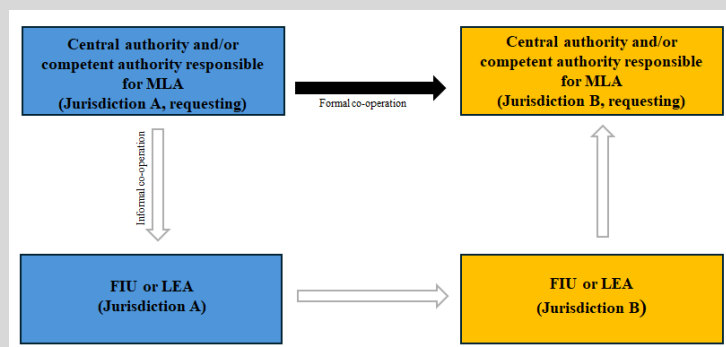 Central authority and/or
competent authority responsible
for MLA
(Jurisdiction A, requesting)
Formal co-operation
Central authority and/or
competent authority responsible
for MLA
(Jurisdiction B, requesting)
Informal co-operation
FIU or LEA
(Jurisdiction A)
FIU or LEA
(Jurisdiction B)